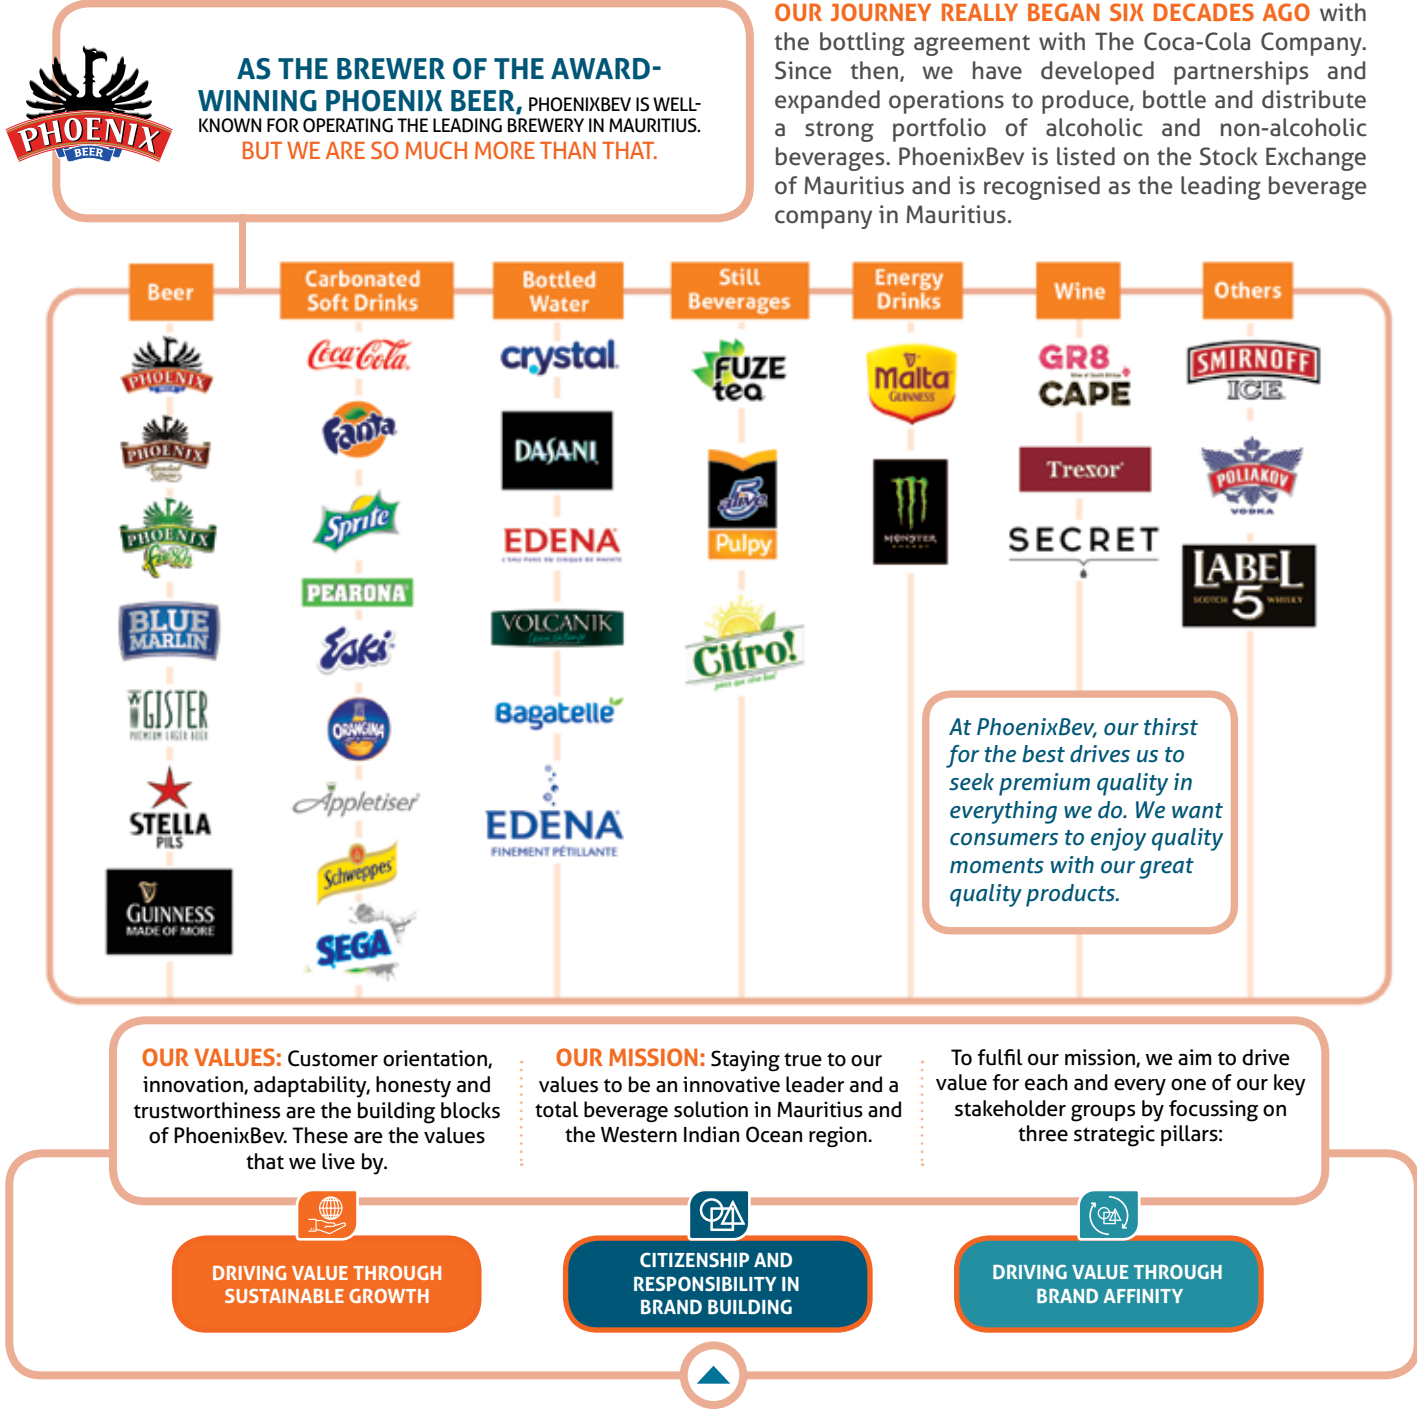 PHOENIX
BEER
AS THE BREWER OF THE AWARD-
WINNING PHOENIX BEER, PHOENIXBEV IS WELL-
KNOWN FOR OPERATING THE LEADING BREWERY IN MAURITIUS.
BUT WE ARE SO MUCH MORE THAN THAT.
OUR JOURNEY REALLY BEGAN SIX DECADES AGO with
the bottling agreement with The Coca-Cola Company.
Since then, we have developed partnerships and
expanded operations to produce, bottle and distribute
a strong portfolio of alcoholic and non-alcoholic
beverages. PhoenixBev is listed on the Stock Exchange
of Mauritius and is recognised as the leading beverage
company in Mauritius.
Beer
PHOENIX
PHOENIX
PHOENIX
Fresh
BLUE
MARLIN
GISTER
PREMIUM LAGER BEER
STELLA
PILS
GUINNESS
MADE OF MORE
Carbonated
Soft Drinks
Coca-Cola
Fanta
Sprite
PEARONA
Eski
ORANGINA
Appletiser
Schweppes
SEGA
Bottled
Water
crystal
DASANI
EDENA
VOLCANIK
Bagatelle
EDENA
FINEMENT PÉTILLANTE
Still
Beverages
FUZE
tea
5
alive
Pulpy
Citro!
Energy
Drinks
Malta
GUINNESS
MONSTER
ENERGY
Wine
GR8
CAPE
Trezor
SECRET
Others
SMIRNOFF
ICE
POLIAKOV
VODKA
LABEL
SCOTCH 5 WHISKY
At PhoenixBev, our thirst
for the best drives us to
seek premium quality in
everything we do. We want
consumers to enjoy quality
moments with our great
quality products.
OUR VALUES: Customer orientation,
innovation, adaptability, honesty and
trustworthiness are the building blocks
of PhoenixBev. These are the values
that we live by.
OUR MISSION: Staying true to our
values to be an innovative leader and a
total beverage solution in Mauritius and
the Western Indian Ocean region.
To fulfil our mission, we aim to drive
value for each and every one of our key
stakeholder groups by focussing on
three strategic pillars:
DRIVING VALUE THROUGH
SUSTAINABLE GROWTH
CITIZENSHIP AND
RESPONSIBILITY IN
BRAND BUILDING
DRIVING VALUE THROUGH
BRAND AFFINITY